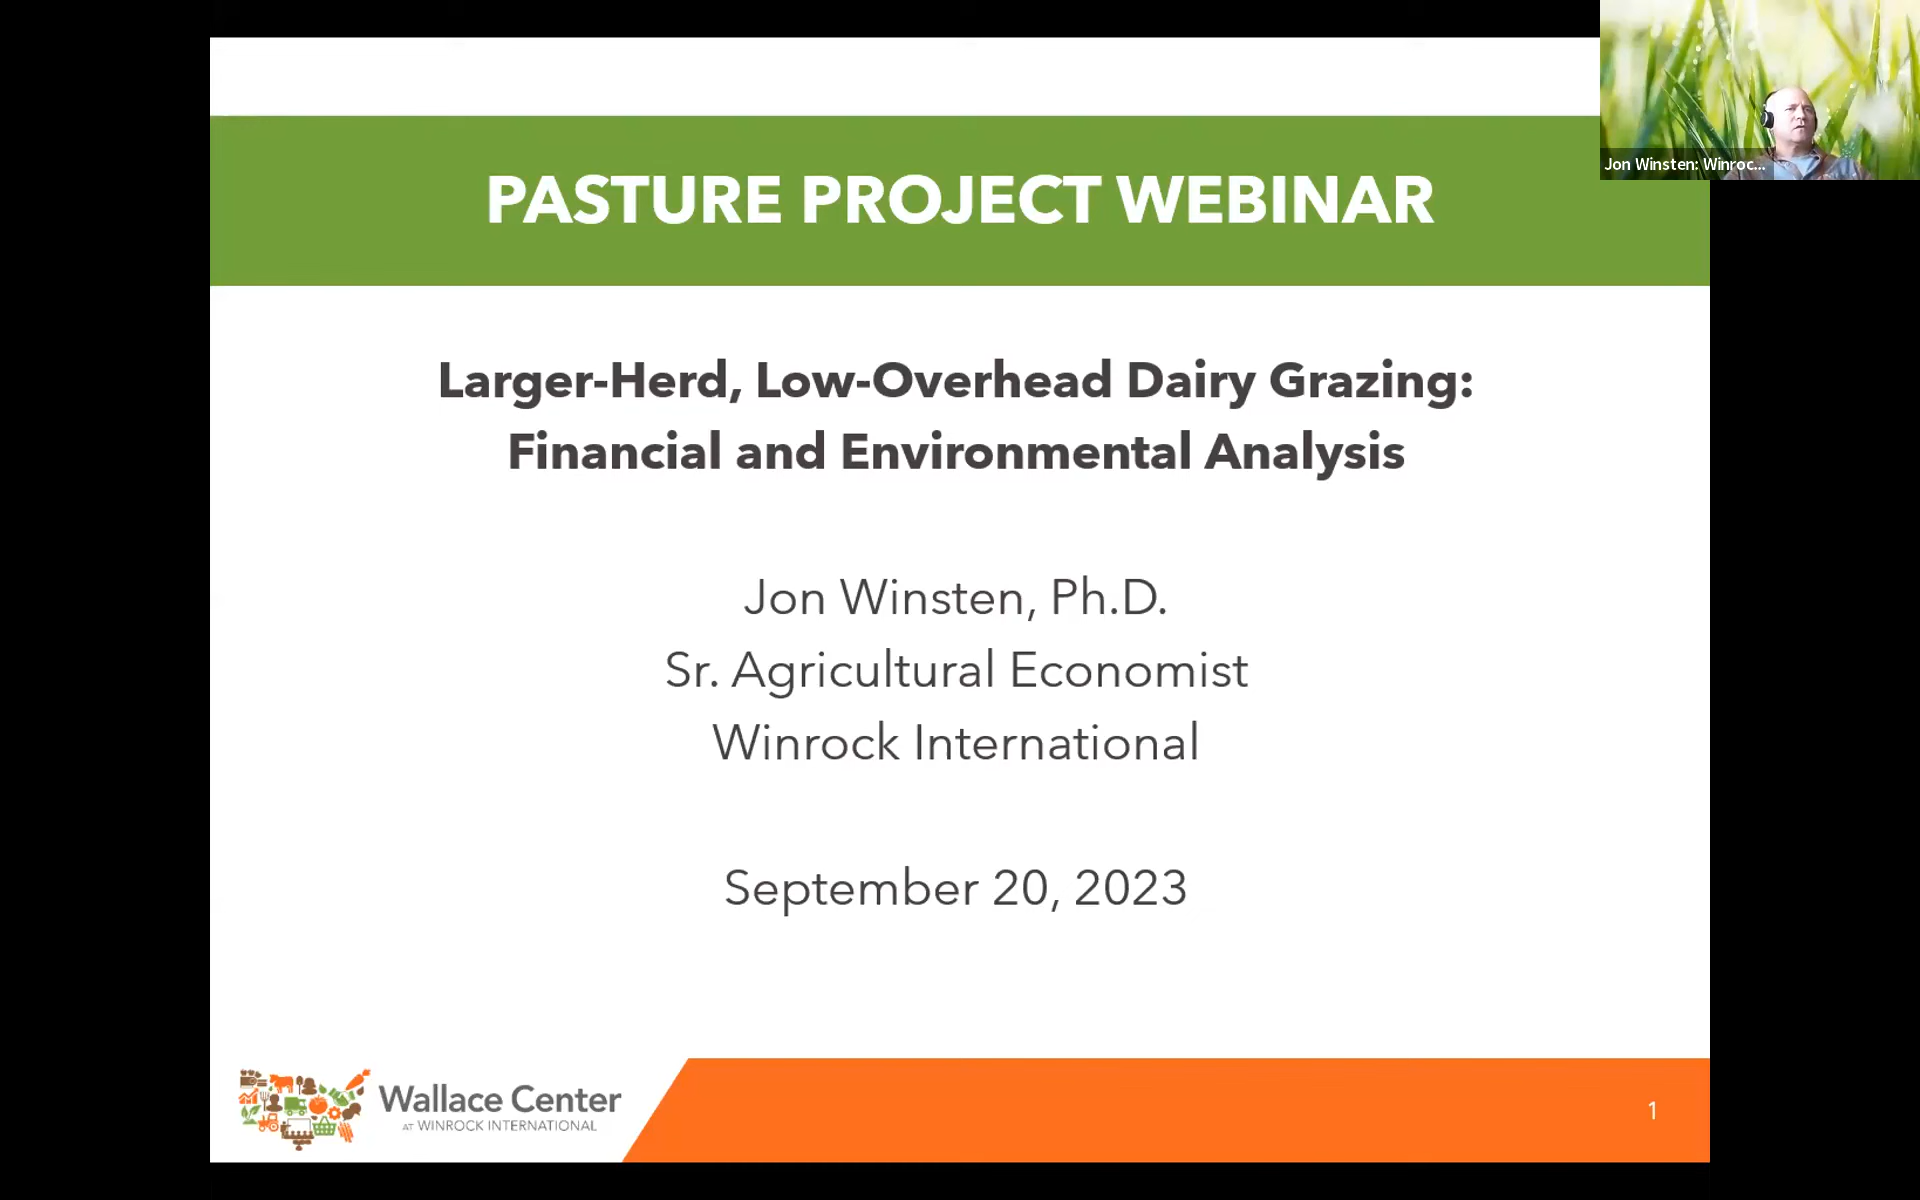 PASTURE PROJECT WEBINAR
Jon Winsten: Winroc...
Larger-Herd, Low-Overhead Dairy Grazing:
Financial and Environmental Analysis
Jon Winsten, Ph.D.
Sr. Agricultural Economist
Winrock International
September 20, 2023
Wallace Center
AT WINROCK INTERNATIONAL
1